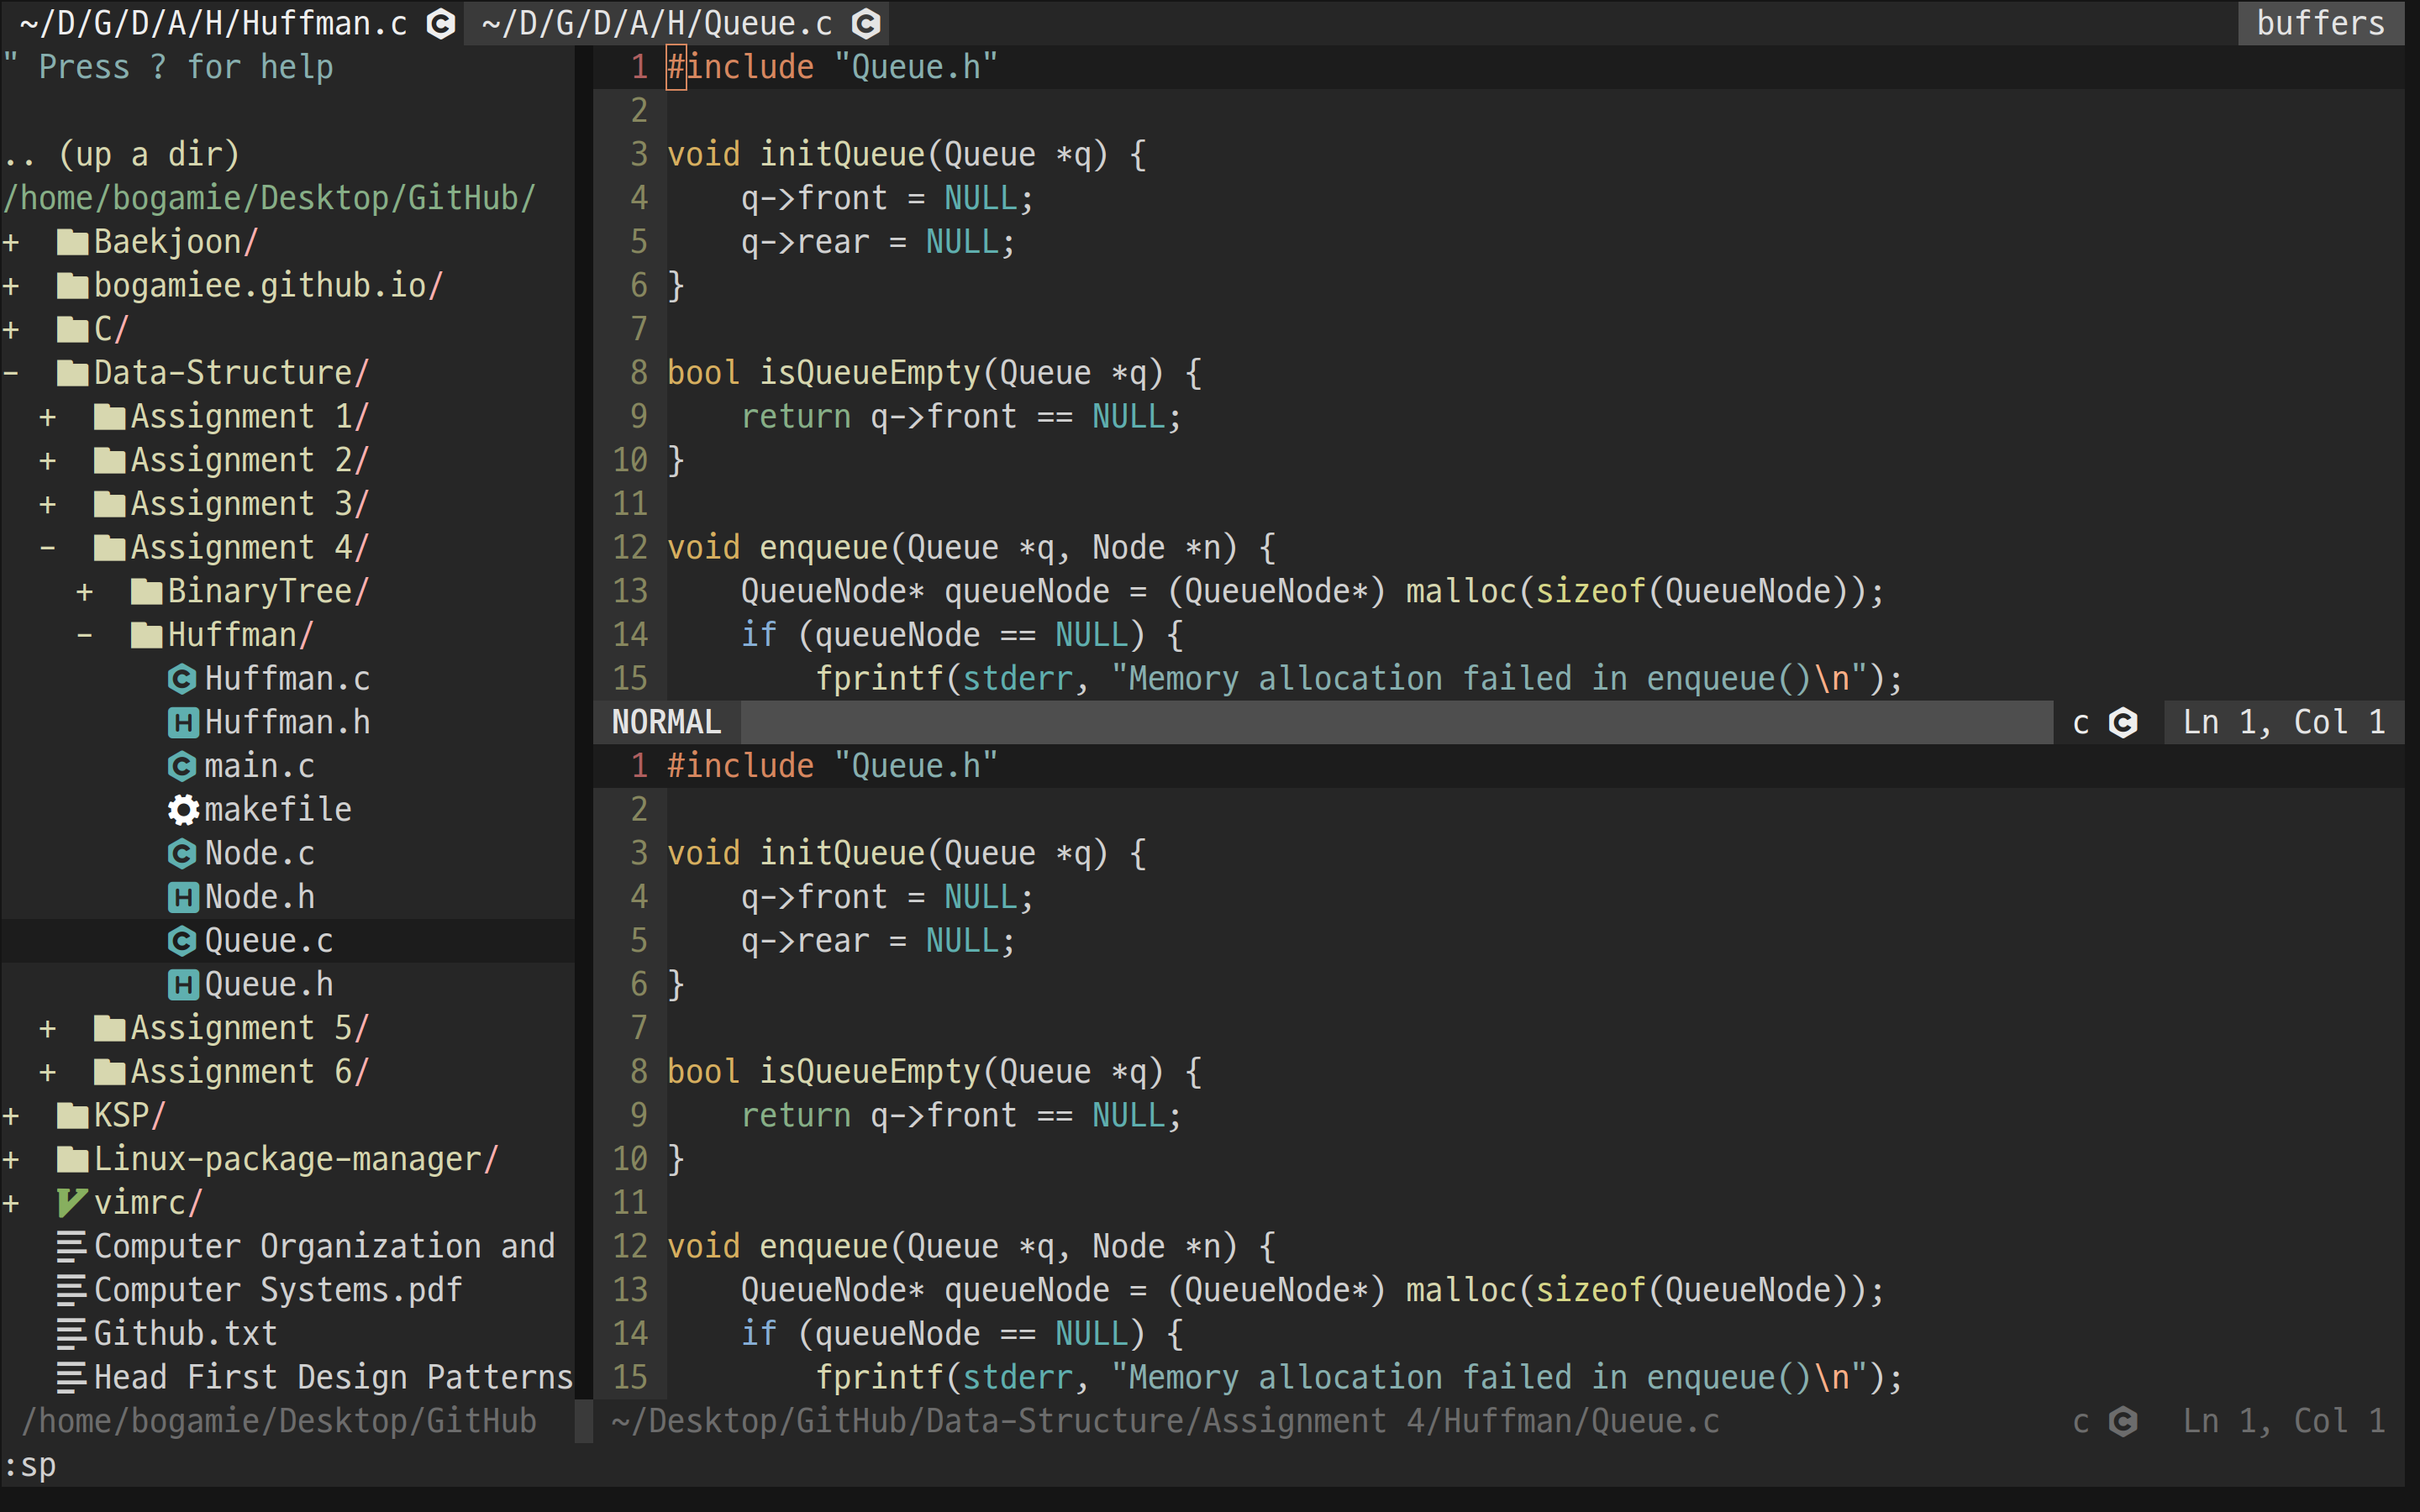 ~/D/G/D/A/H/Huffman.c ~/D/G/D/A/H/Queue.c buffers
" Press ? for help
.. (up a dir)
/home/bogamie/Desktop/GitHub/
+ Baekjoon/
+ bogamiee.github.io/
+ C/
- Data-Structure/
+ Assignment 1/
+ Assignment 2/
+ Assignment 3/
- Assignment 4/
+ BinaryTree/
- Huffman/
Huffman.c
Huffman.h
main.c
makefile
Node.c
Node.h
Queue.c
Queue.h
+ Assignment 5/
+ Assignment 6/
+ KSP/
+ Linux-package-manager/
+ vimrc/
Computer Organization and
Computer Systems.pdf
Github.txt
Head First Design Patterns
/home/bogamie/Desktop/GitHub
1 #include "Queue.h"
2
3 void initQueue(Queue *q) {
4     q->front = NULL;
5     q->rear = NULL;
6 }
7
8 bool isQueueEmpty(Queue *q) {
9     return q->front == NULL;
10 }
11
12 void enqueue(Queue *q, Node *n) {
13     QueueNode* queueNode = (QueueNode*) malloc(sizeof(QueueNode));
14     if (queueNode == NULL) {
15         fprintf(stderr, "Memory allocation failed in enqueue()\n");
NORMAL c Ln 1, Col 1
1 #include "Queue.h"
2
3 void initQueue(Queue *q) {
4     q->front = NULL;
5     q->rear = NULL;
6 }
7
8 bool isQueueEmpty(Queue *q) {
9     return q->front == NULL;
10 }
11
12 void enqueue(Queue *q, Node *n) {
13     QueueNode* queueNode = (QueueNode*) malloc(sizeof(QueueNode));
14     if (queueNode == NULL) {
15         fprintf(stderr, "Memory allocation failed in enqueue()\n");
~/Desktop/GitHub/Data-Structure/Assignment 4/Huffman/Queue.c c Ln 1, Col 1
:sp